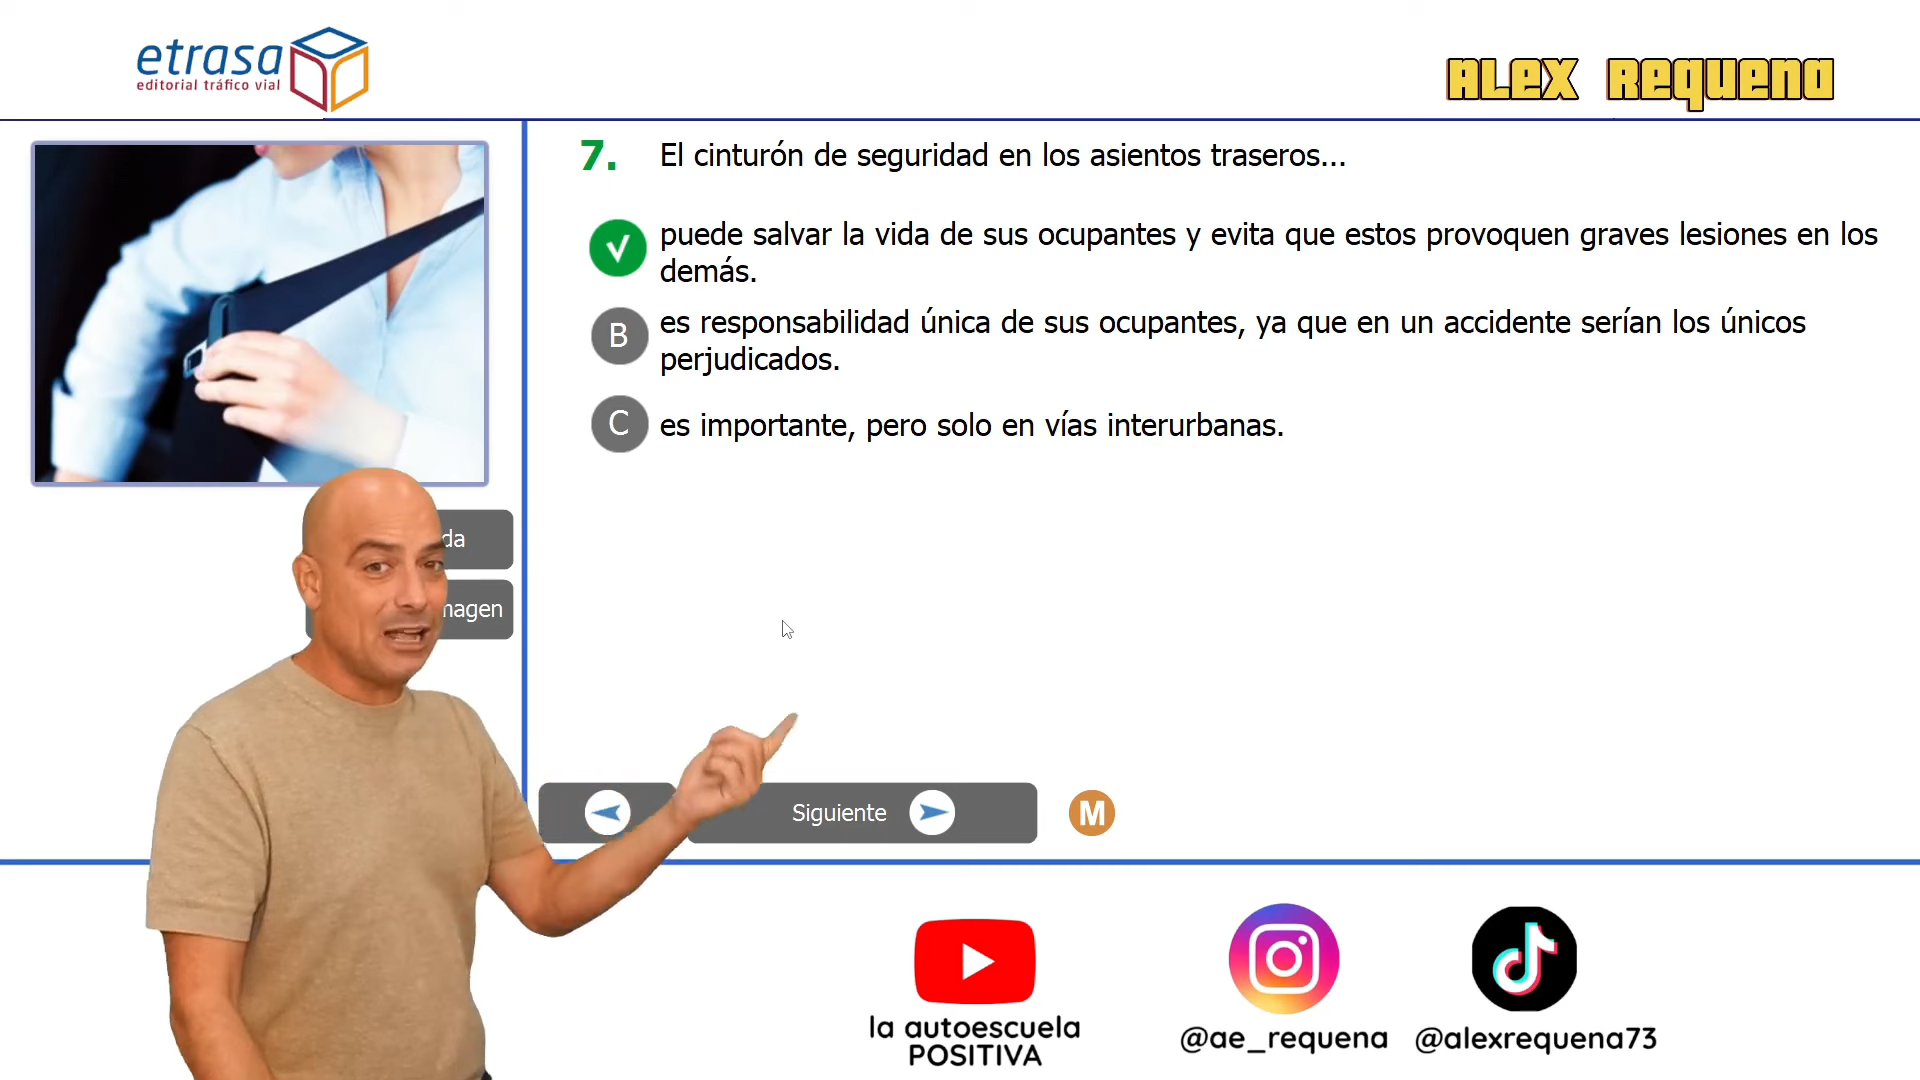 etrasa
editorial tráfico vial
ALEX REQUENA
7.
El cinturón de seguridad en los asientos traseros...
√
puede salvar la vida de sus ocupantes y evita que estos provoquen graves lesiones en los
demás.
B
es responsabilidad única de sus ocupantes, ya que en un accidente serían los únicos
perjudicados.
C
es importante, pero solo en vías interurbanas.
da
magen
Siguiente
M
la autoescuela
POSITIVA
@ae_requena
@alexrequena73